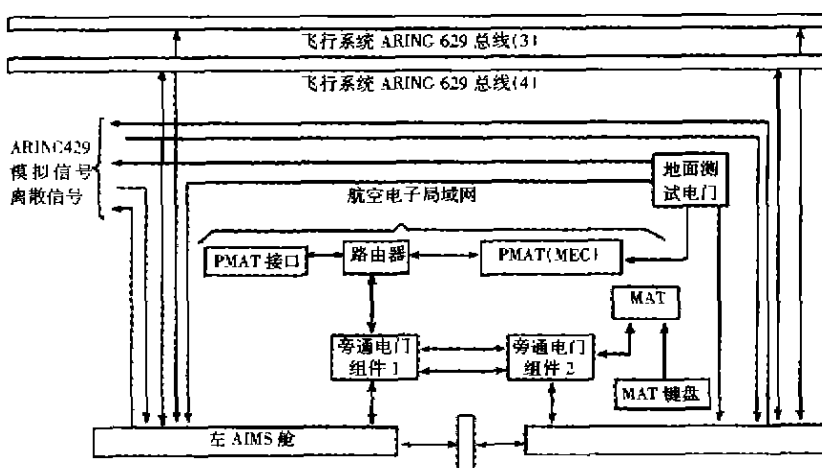 飞行系统 ARING 629 总线(3)
飞行系统 ARING 629 总线(4)
ARINC429
模拟信号
离散信号
地面测
试电门
航空电子局域网
PMAT 接口
路由器
PMAT(MEC)
MAT
旁通电门
组件 1
旁通电门
组件 2
MAT 键盘
左 AIMS 舱